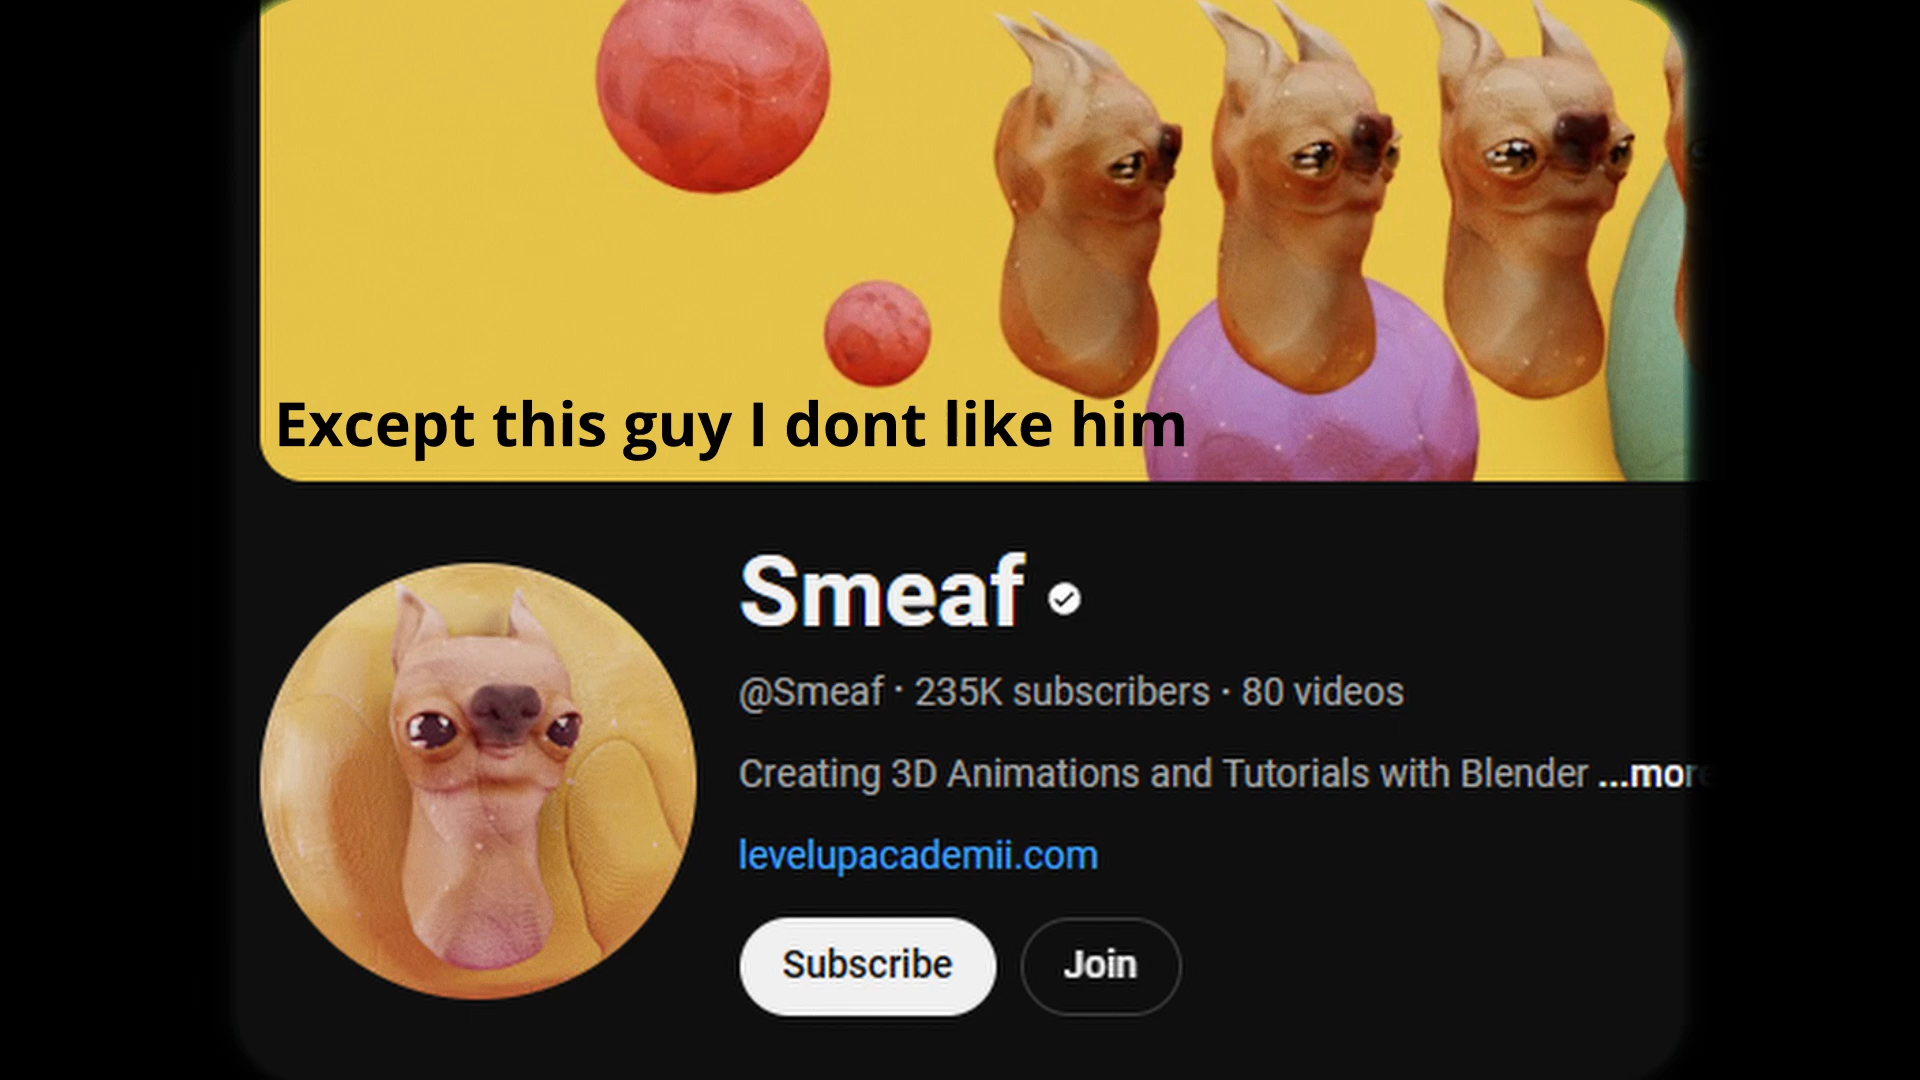 Except this guy I dont like him
Smeaf
@Smeaf · 235K subscribers · 80 videos
Creating 3D Animations and Tutorials with Blender ...more
levelupacademii.com
Subscribe
Join